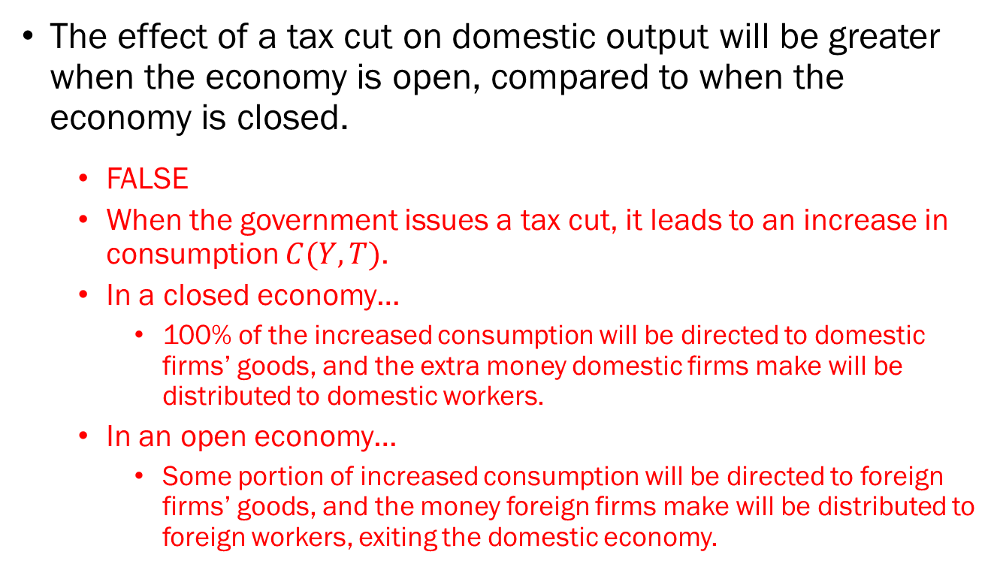 • The effect of a tax cut on domestic output will be greater
when the economy is open, compared to when the
economy is closed.
• FALSE
• When the government issues a tax cut, it leads to an increase in
consumption 𝐶(𝑌, 𝑇).
• In a closed economy…
• 100% of the increased consumption will be directed to domestic
firms’ goods, and the extra money domestic firms make will be
distributed to domestic workers.
• In an open economy…
• Some portion of increased consumption will be directed to foreign
firms’ goods, and the money foreign firms make will be distributed to
foreign workers, exiting the domestic economy.